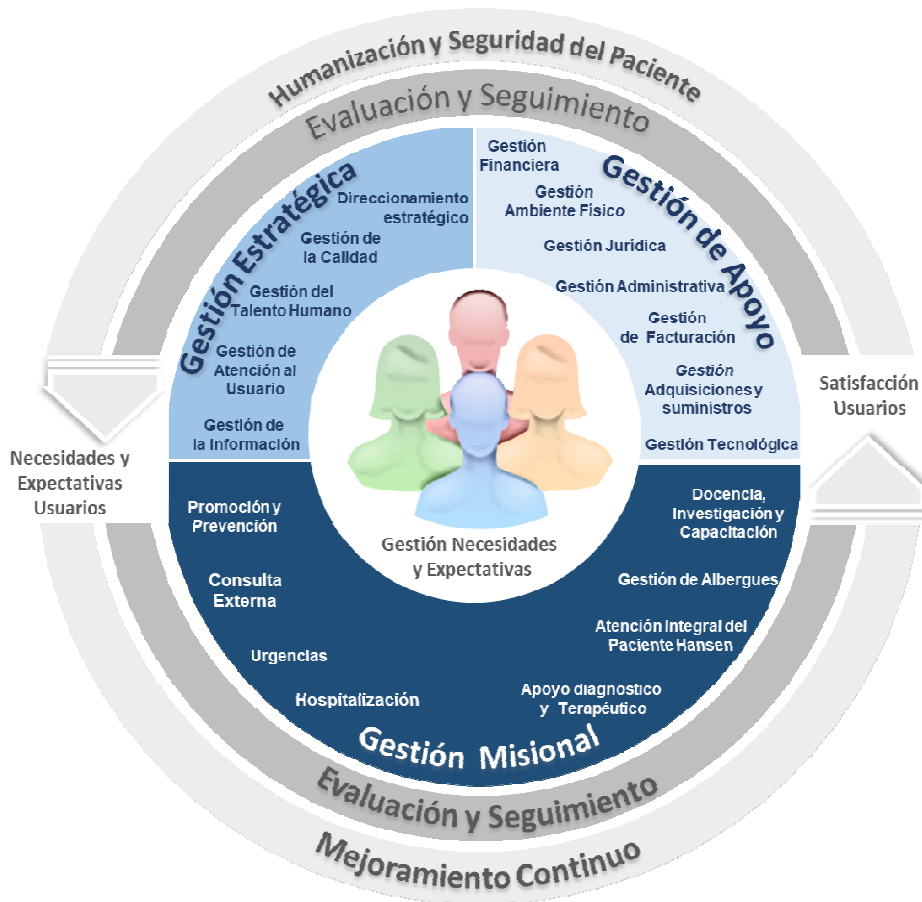 Humanización y Seguridad del Paciente
Evaluación y Seguimiento
Gestión Estratégica
Direccionamiento
estratégico
Gestión de
la Calidad
Gestión del
Talento Humano
Gestión de
Atención al
Usuario
Gestión de
la Información
Gestión de Apoyo
Gestión
Financiera
Gestión
Ambiente Físico
Gestión Jurídica
Gestión Administrativa
Gestión
de Facturación
Gestión
Adquisiciones y
suministros
Gestión Tecnológica
Necesidades y
Expectativas
Usuarios
Satisfacción
Usuarios
Gestión Necesidades
y Expectativas
Promoción y
Prevención
Consulta
Externa
Urgencias
Hospitalización
Docencia,
Investigación y
Capacitación
Gestión de Albergues
Atención Integral del
Paciente Hansen
Apoyo diagnostico
y Terapéutico
Gestión Misional
Evaluación y Seguimiento
Mejoramiento Continuo